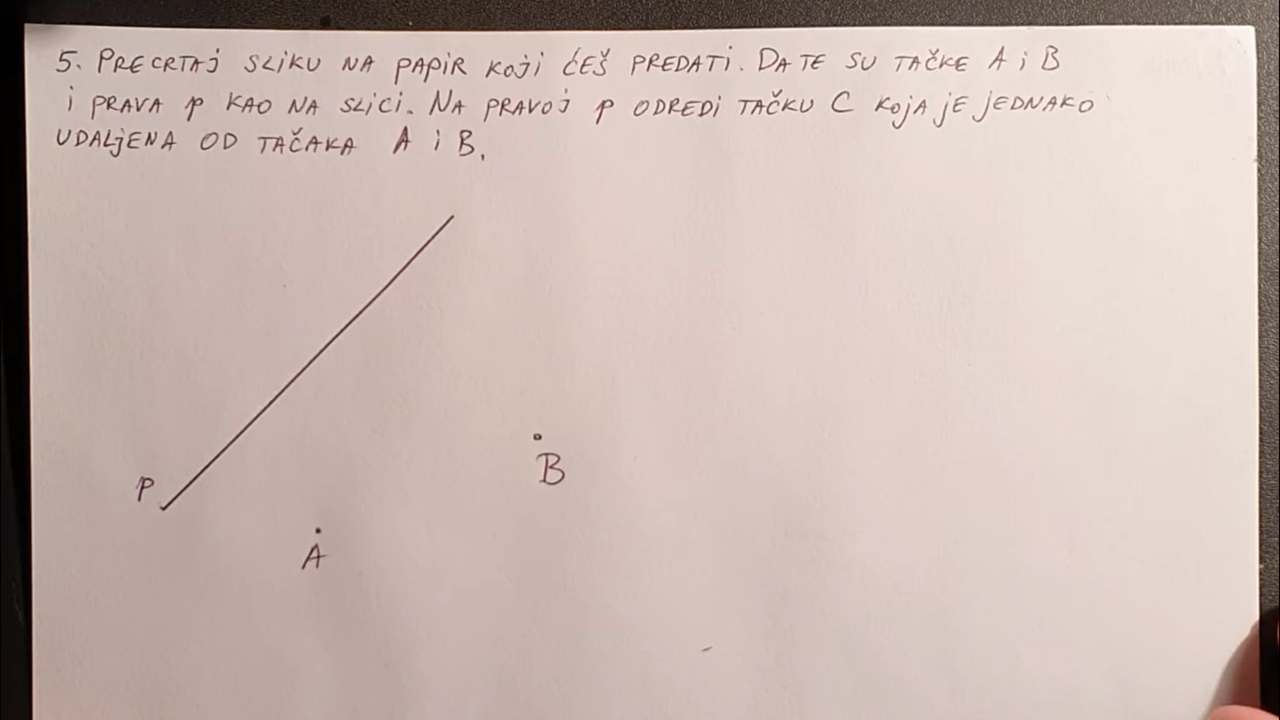 5. PRECRTAJ SLIKU NA PAPIR KOJI ĆEŠ PREDATI. DATE SU TAČKE A I B
I PRAVA p KAO NA SLICI. NA PRAVOJ p ODREDI TAČKU C KOJA JE JEDNAKO
UDALJENA OD TAČAKA A I B.
B
P
A